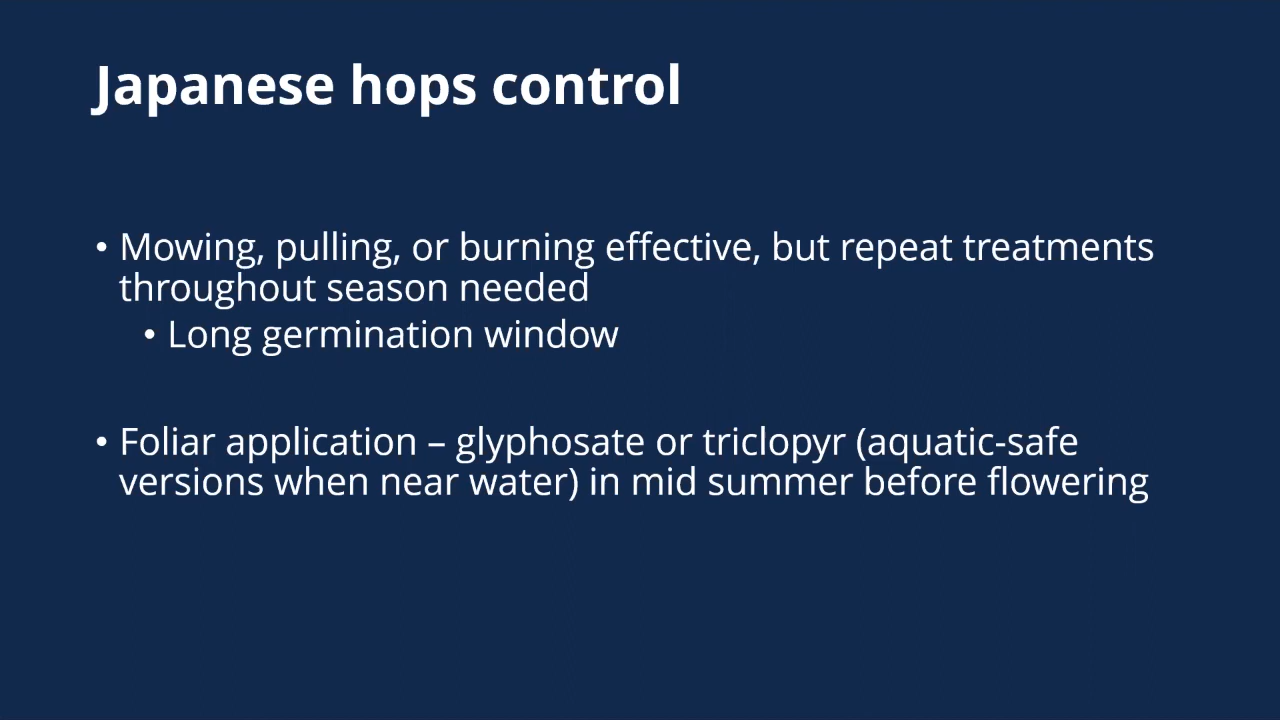 Japanese hops control
• Mowing, pulling, or burning effective, but repeat treatments
throughout season needed
• Long germination window
• Foliar application – glyphosate or triclopyr (aquatic-safe
versions when near water) in mid summer before flowering